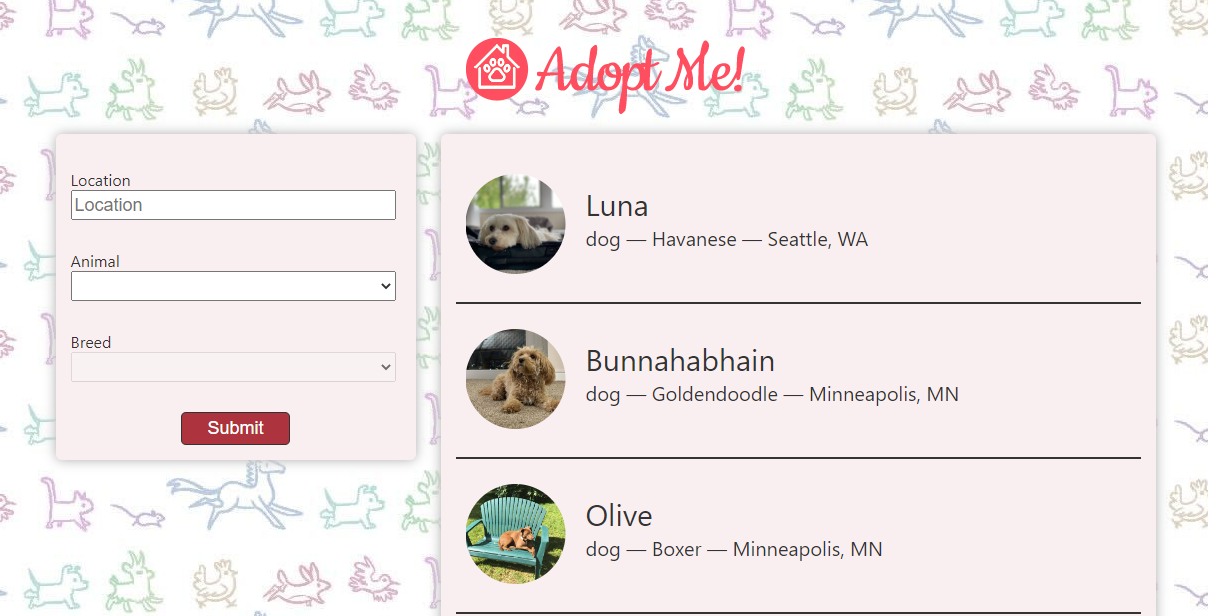 Adopt Me!
Location
Location
Animal
Breed
Submit
Luna
dog — Havanese — Seattle, WA
Bunnahabhain
dog — Goldendoodle — Minneapolis, MN
Olive
dog — Boxer — Minneapolis, MN